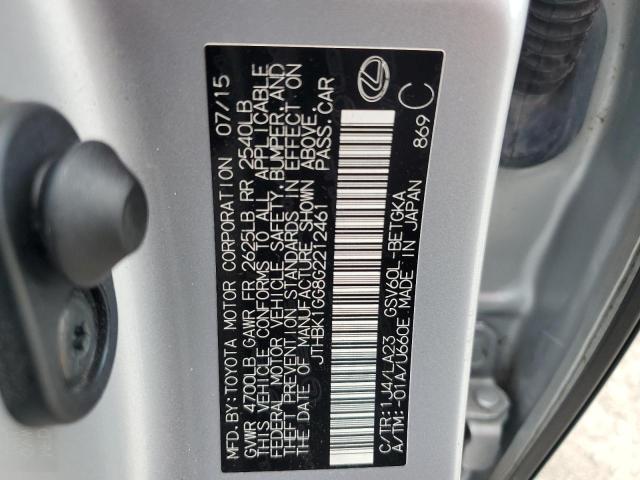 MFD.BY:TOYOTA MOTOR CORPORATION 07/15
GVWR 4700LB GAWR FR 2625LB RR 2540LB
THIS VEHICLE CONFORMS TO ALL APPLICABLE
FEDERAL MOTOR VEHICLE SAFETY, BUMPER, AND
THEFT PREVENTION STANDARDS IN EFFECT ON
THE DATE OF MANUFACTURE SHOWN ABOVE.
JTHBK1GG8G2212461 PASS.CAR
C/TR:1J4/LA23 GSV60L-BETGKA
A/TM:-01A/U660E MADE IN JAPAN 869 C